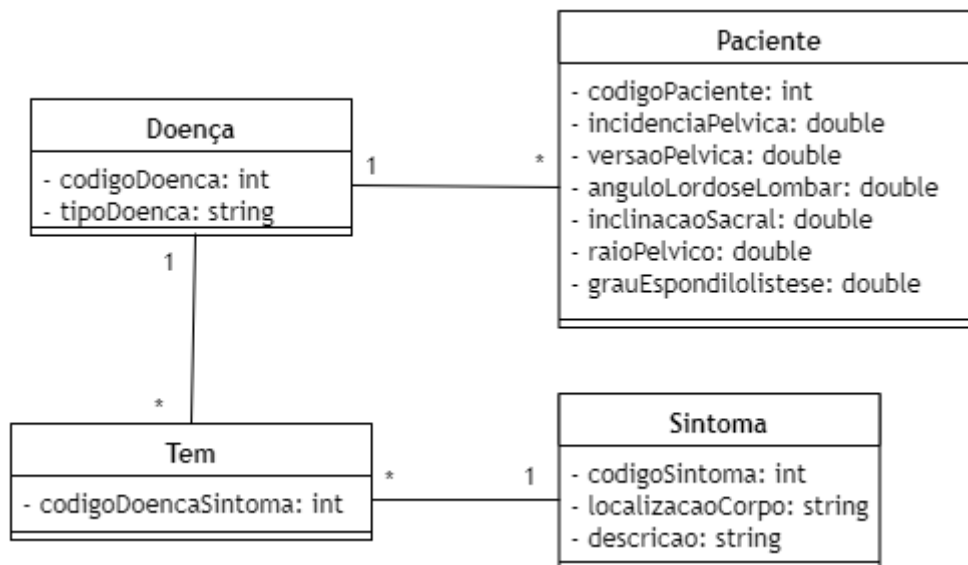 Paciente
- codigoPaciente: int
- incidenciaPelvica: double
- versaoPelvica: double
- anguloLordoseLombar: double
- inclinacaoSacral: double
- raioPelvico: double
- grauEspondilolistese: double
Doença
- codigoDoenca: int
- tipoDoenca: string
1
*
1
*
Tem
- codigoDoencaSintoma: int
*
1
Sintoma
- codigoSintoma: int
- localizacaoCorpo: string
- descricao: string